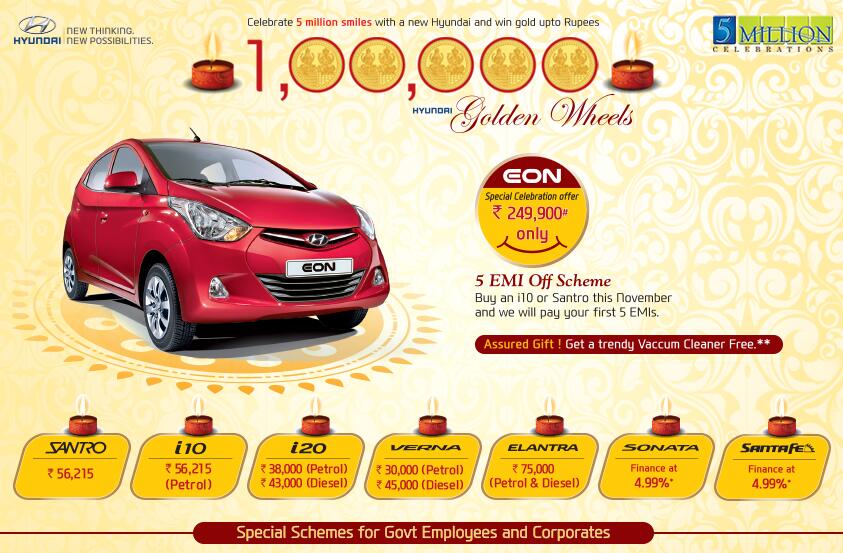 HYUNDAI
NEW THINKING.
NEW POSSIBILITIES.
Celebrate 5 million smiles with a new Hyundai and win gold upto Rupees
1,00,000
5 MILLION
CELEBRATIONS
HYUNDAI Golden Wheels
EON
Special Celebration offer
₹ 249,900#
only
EON
5 EMI Off Scheme
Buy an i10 or Santro this November
and we will pay your first 5 EMIs.
Assured Gift ! Get a trendy Vaccum Cleaner Free.**
SANTRO
₹ 56,215
i10
₹ 56,215
(Petrol)
i20
₹ 38,000 (Petrol)
₹ 43,000 (Diesel)
VERNA
₹ 30,000 (Petrol)
₹ 45,000 (Diesel)
ELANTRA
₹ 75,000
(Petrol & Diesel)
SONATA
Finance at
4.99%*
SANTA FE
Finance at
4.99%*
Special Schemes for Govt Employees and Corporates